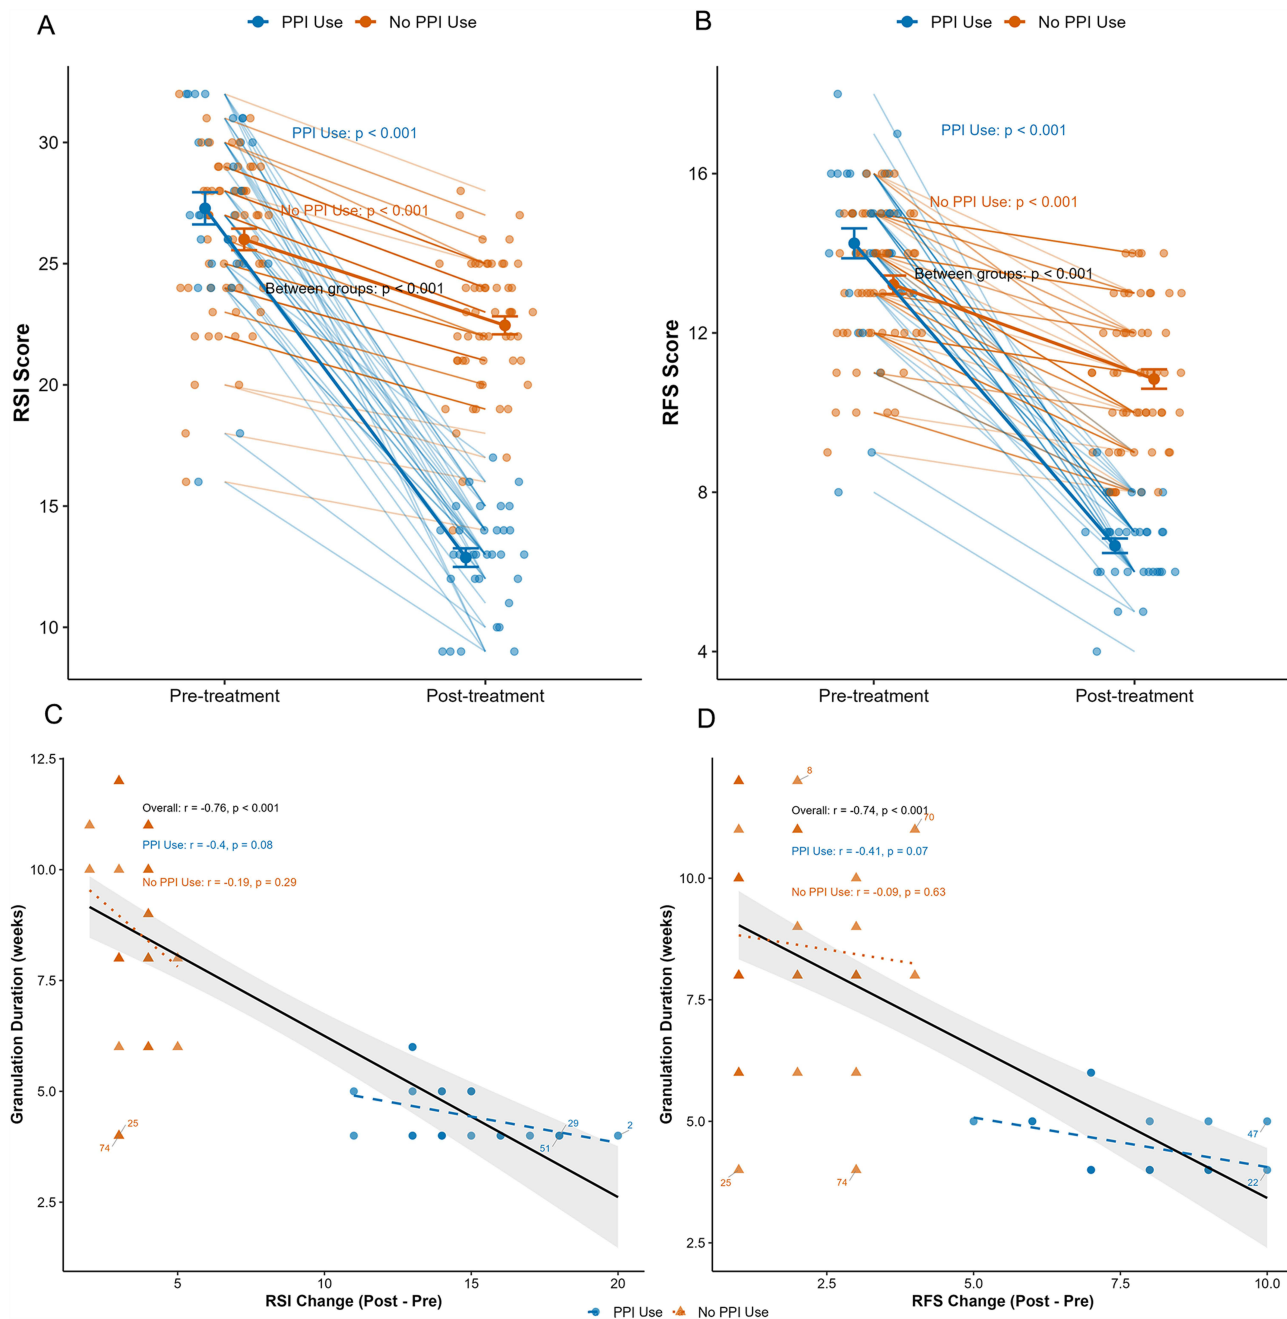 A
PPI Use
No PPI Use
RSI Score
30
25
20
15
10
PPI Use: p < 0.001
No PPI Use: p < 0.001
Between groups: p < 0.001
Pre-treatment
Post-treatment
B
PPI Use
No PPI Use
RFS Score
16
12
8
4
PPI Use: p < 0.001
No PPI Use: p < 0.001
Between groups: p < 0.001
Pre-treatment
Post-treatment
C
Granulation Duration (weeks)
12.5
10.0
7.5
5.0
2.5
Overall: r = -0.76, p < 0.001
PPI Use: r = -0.4, p = 0.08
No PPI Use: r = -0.19, p = 0.29
25
74
29
51
2
5
10
15
20
RSI Change (Post - Pre)
D
Granulation Duration (weeks)
10.0
7.5
5.0
2.5
8
Overall: r = -0.74, p < 0.001
70
PPI Use: r = -0.41, p = 0.07
No PPI Use: r = -0.09, p = 0.63
47
25
74
22
2.5
5.0
7.5
10.0
RFS Change (Post - Pre)
PPI Use
No PPI Use